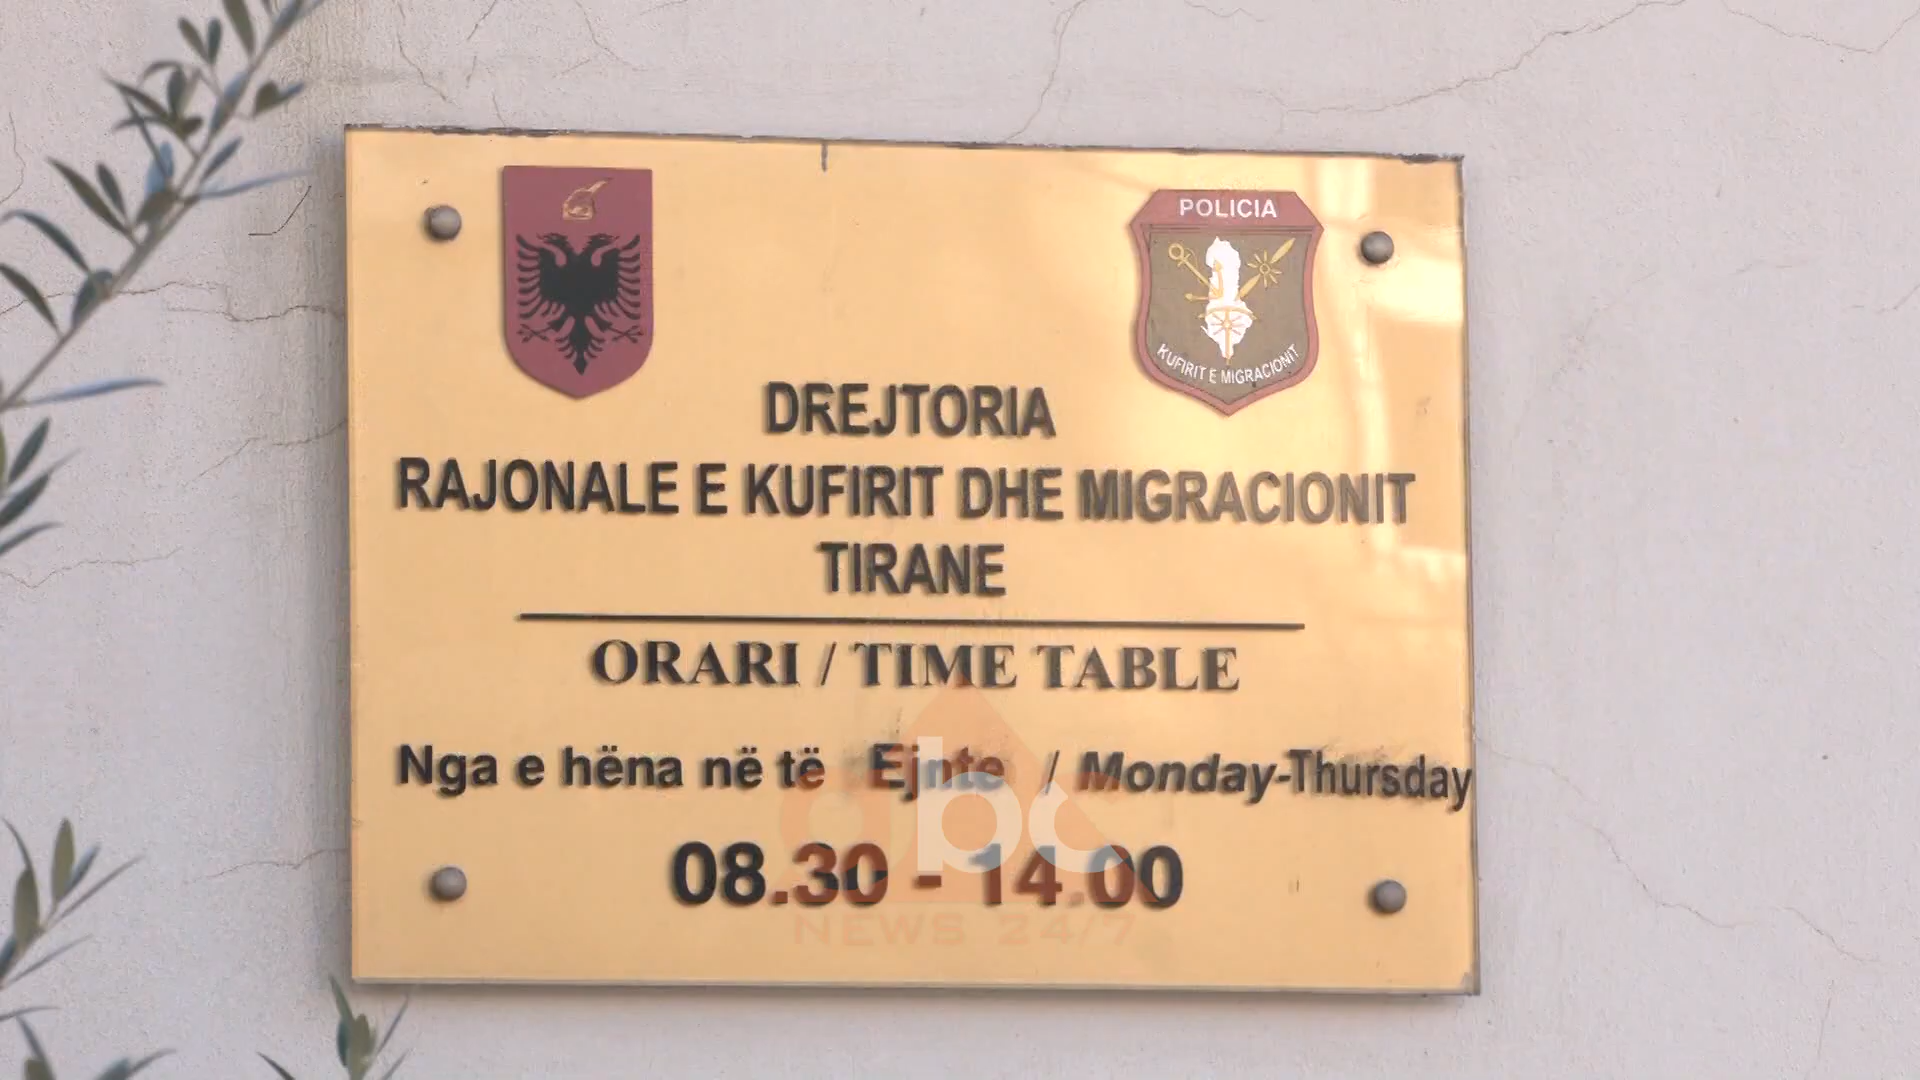 POLICIA
KUFIRIT E MIGRACIONIT
DREJTORIA
RAJONALE E KUFIRIT DHE MIGRACIONIT
TIRANE
ORARI / TIME TABLE
Nga e hëna në të Ejnte / Monday-Thursday
08.30 - 14.00
abc
NEWS 24/7